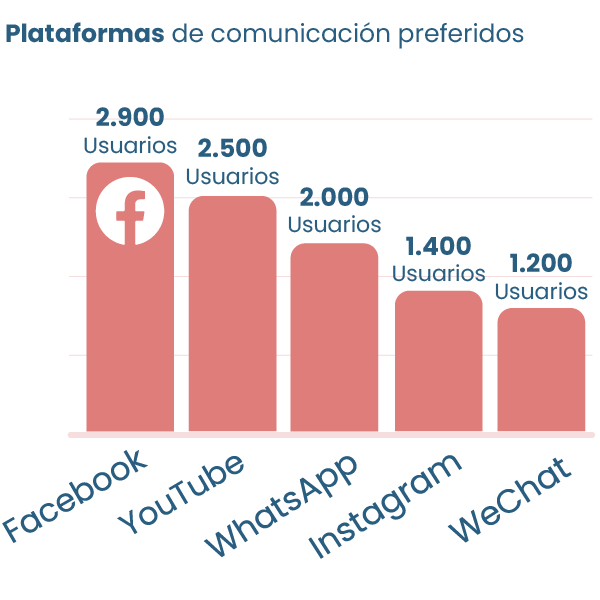 Plataformas de comunicación preferidos
2.900
Usuarios
2.500
Usuarios
2.000
Usuarios
1.400
Usuarios
1.200
Usuarios
Facebook
YouTube
WhatsApp
Instagram
WeChat